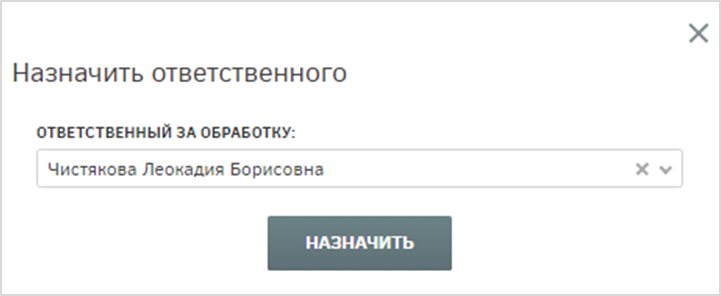 Назначить ответственного
ОТВЕТСТВЕННЫЙ ЗА ОБРАБОТКУ:
Чистякова Леокадия Борисовна
НАЗНАЧИТЬ